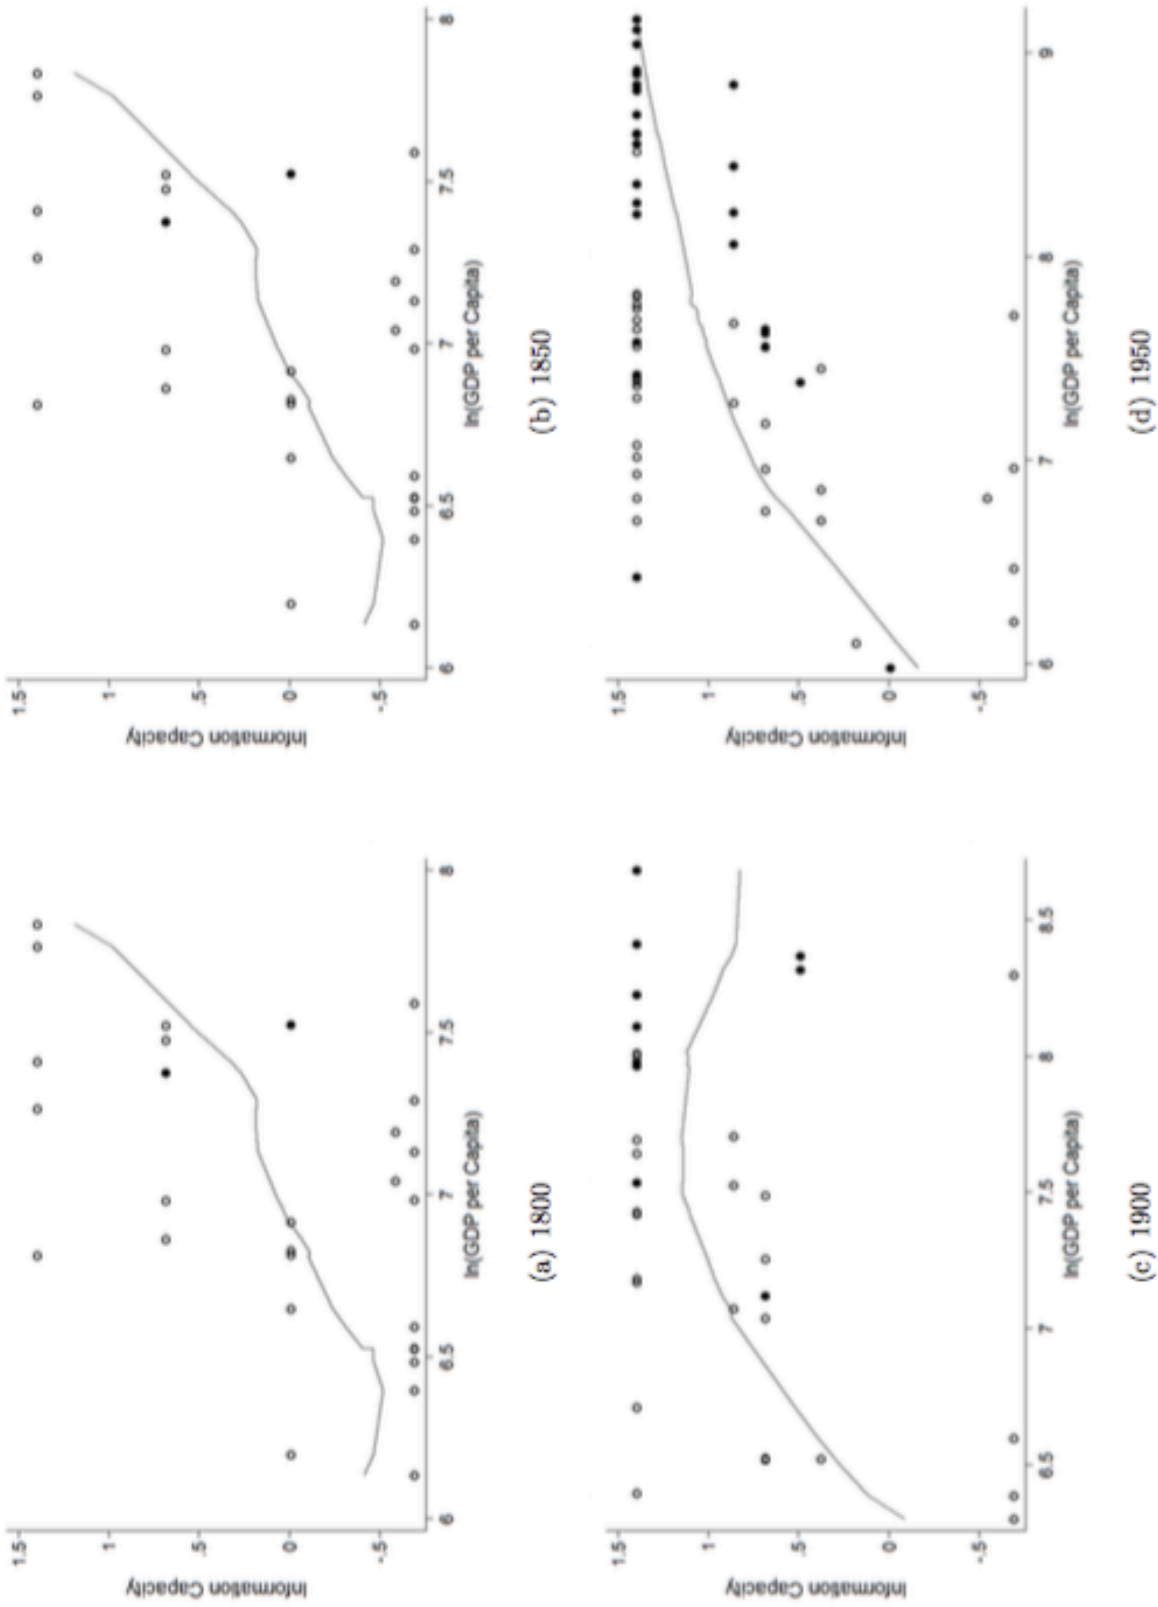 Information Capacity
1.5
1
.5
0
-.5
6 6.5 7 7.5 8
ln(GDP per Capita)
(a) 1800
Information Capacity
1.5
1
.5
0
-.5
6 6.5 7 7.5 8
ln(GDP per Capita)
(b) 1850
Information Capacity
1.5
1
.5
0
-.5
6.5 7 7.5 8 8.5
ln(GDP per Capita)
(c) 1900
Information Capacity
1.5
1
.5
0
-.5
6 7 8 9
ln(GDP per Capita)
(d) 1950